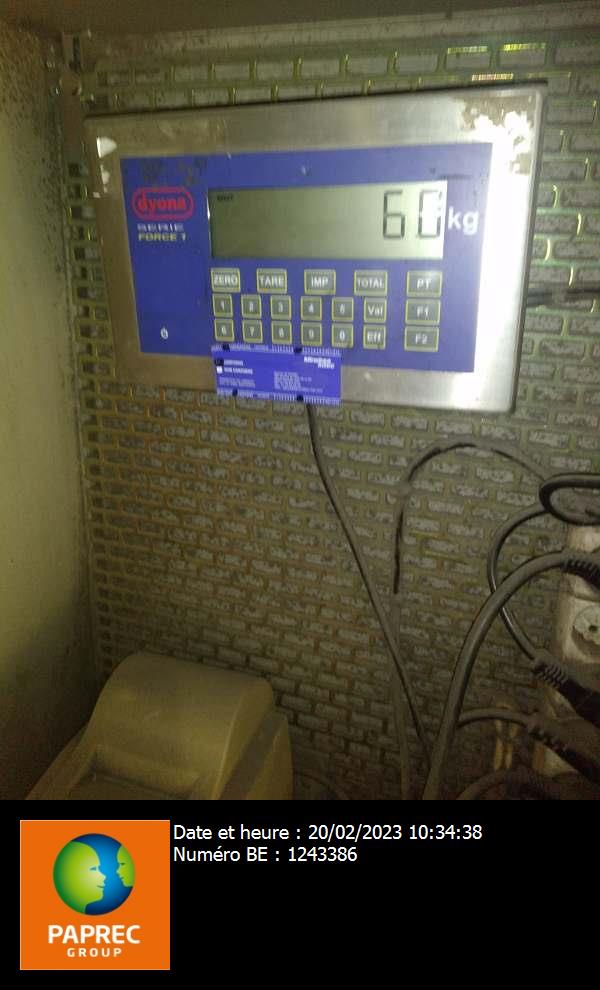 dyona
SERIE
FORCE 1
60 kg
ZERO TARE IMP TOTAL PT
1 2 3 4 5 Val F1
6 7 8 9 0 Eff F2
Date et heure : 20/02/2023 10:34:38
Numéro BE : 1243386
PAPREC
GROUP